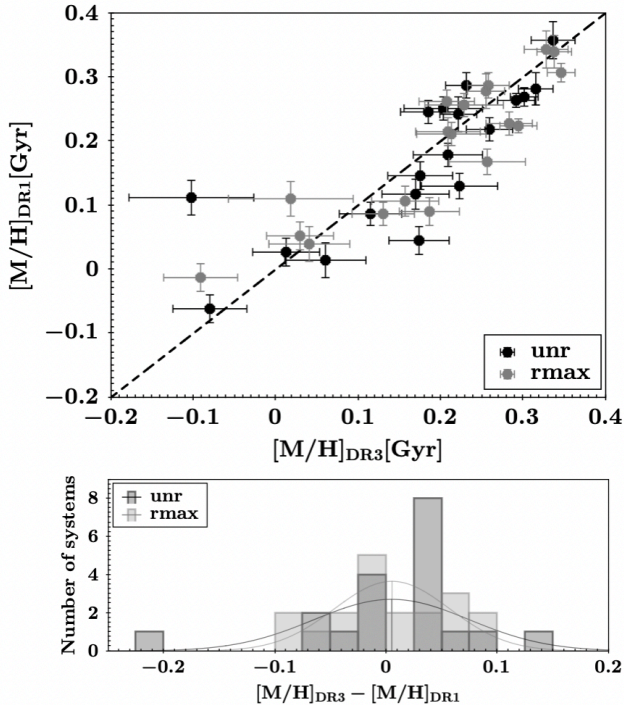 0.4
0.3
0.2
0.1
0
−0.1
−0.2
[M/H]DR1[Gyr]
unr
rmax
−0.2 −0.1 0 0.1 0.2 0.3 0.4
[M/H]DR3[Gyr]
8
6
4
2
0
Number of systems
unr
rmax
−0.2 −0.1 0 0.1 0.2
[M/H]DR3 − [M/H]DR1